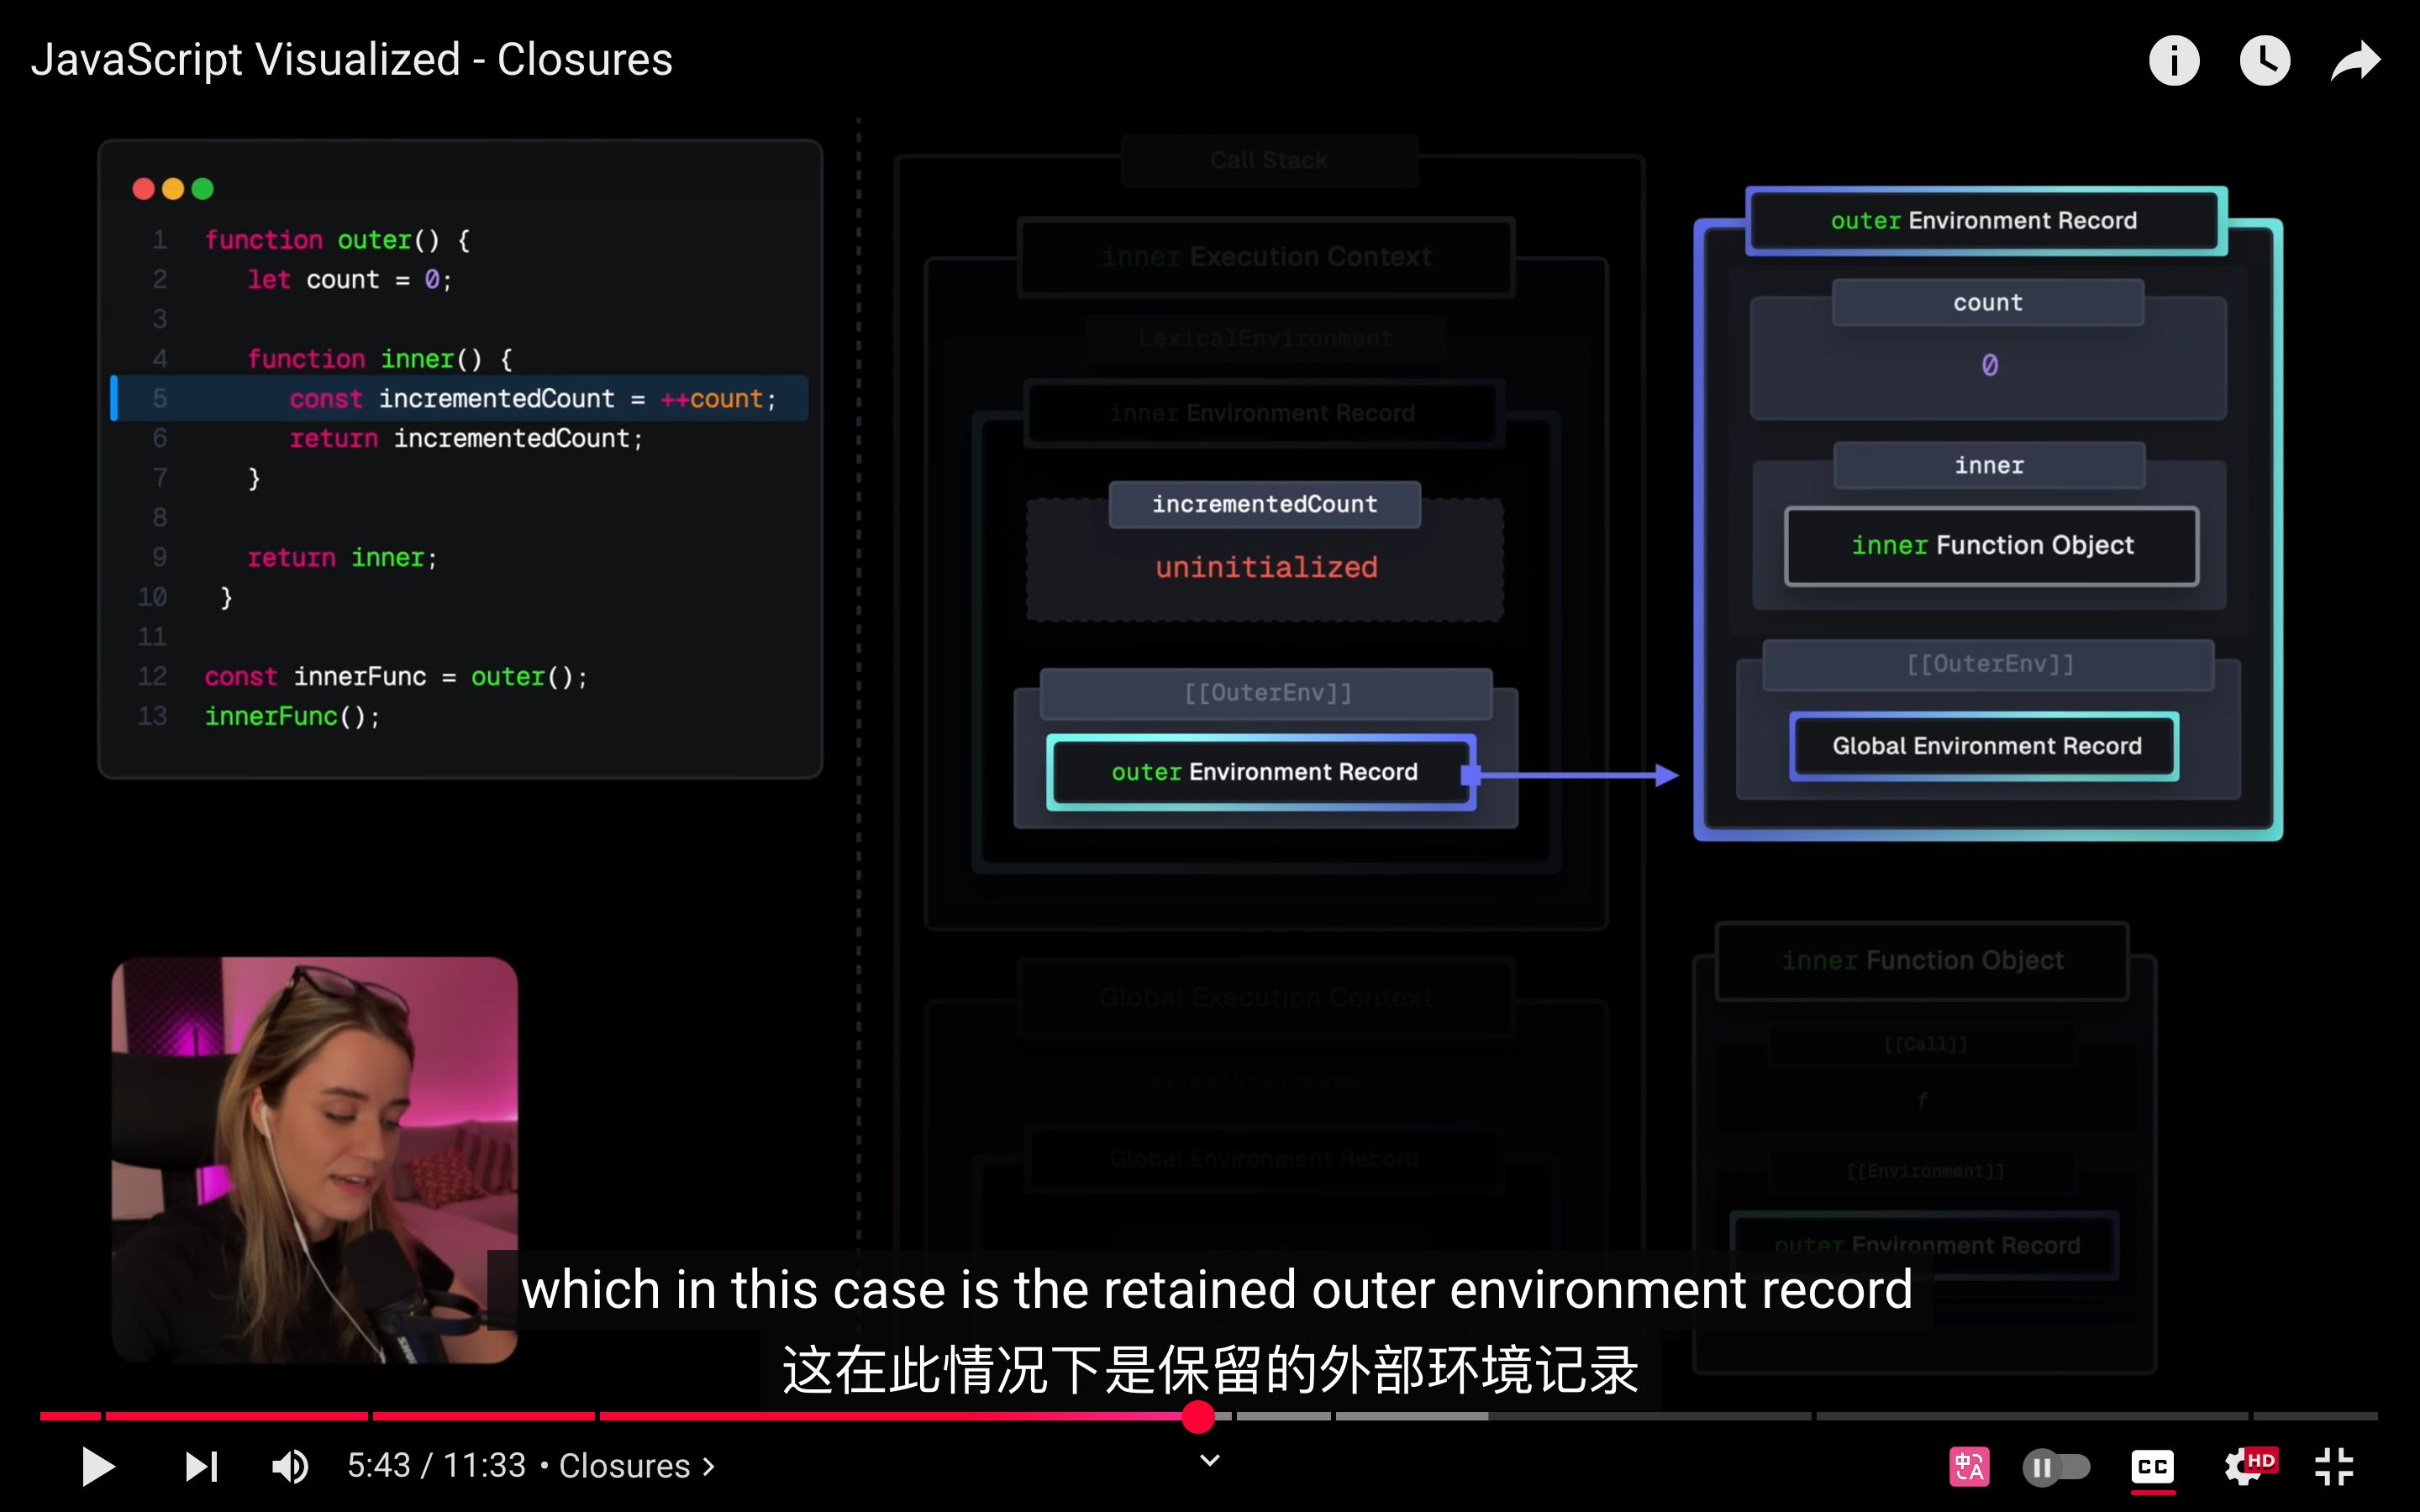 JavaScript Visualized - Closures
1 function outer() {
2 let count = 0;
3
4 function inner() {
5 const incrementedCount = ++count;
6 return incrementedCount;
7 }
8
9 return inner;
10 }
11
12 const innerFunc = outer();
13 innerFunc();
Call Stack
inner Execution Context
LexicalEnvironment
inner Environment Record
incrementedCount
uninitialized
[[OuterEnv]]
outer Environment Record
Global Execution Context
LexicalEnvironment
Global Environment Record
outer Environment Record
count
0
inner
inner Function Object
[[OuterEnv]]
Global Environment Record
inner Function Object
[[Call]]
f
[[Environment]]
outer Environment Record
which in this case is the retained outer environment record
这在此情况下是保留的外部环境记录
5:43 / 11:33 • Closures >
中A
CC
HD